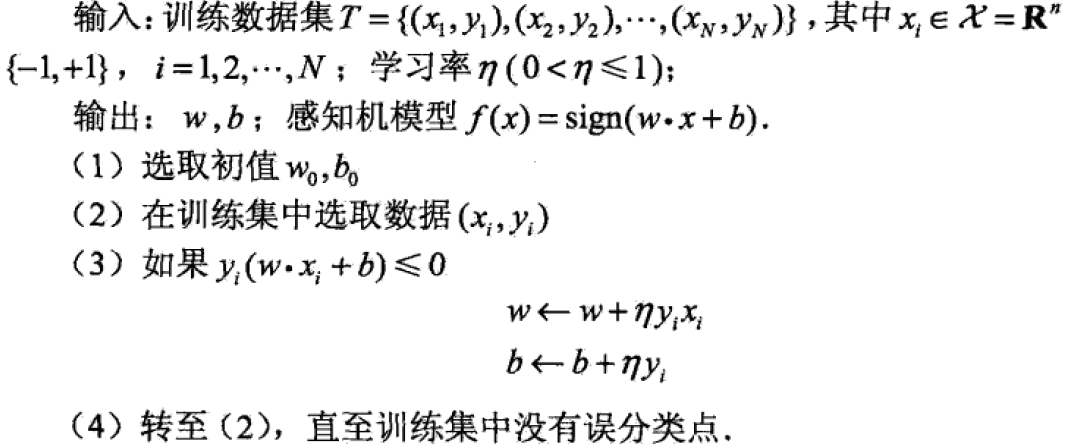 输入:训练数据集 T = {(x₁, y₁),(x₂, y₂),⋯,(x_N, y_N)},其中 xᵢ ∈ 𝒳 = Rⁿ
{−1,+1}, i = 1,2,⋯,N;学习率 η (0 < η ≤ 1);
输出: w, b;感知机模型 f(x) = sign(w•x + b).
(1)选取初值 w₀, b₀
(2)在训练集中选取数据 (xᵢ, yᵢ)
(3)如果 yᵢ(w•xᵢ + b) ≤ 0
w ← w + ηyᵢxᵢ
b ← b + ηyᵢ
(4)转至(2),直至训练集中没有误分类点.